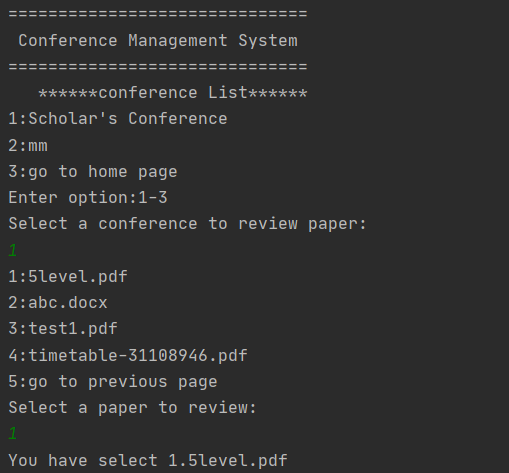 ==============================
Conference Management System
==============================
******conference List******
1:Scholar's Conference
2:mm
3:go to home page
Enter option:1-3
Select a conference to review paper:
1
1:5level.pdf
2:abc.docx
3:test1.pdf
4:timetable-31108946.pdf
5:go to previous page
Select a paper to review:
1
You have select 1.5level.pdf